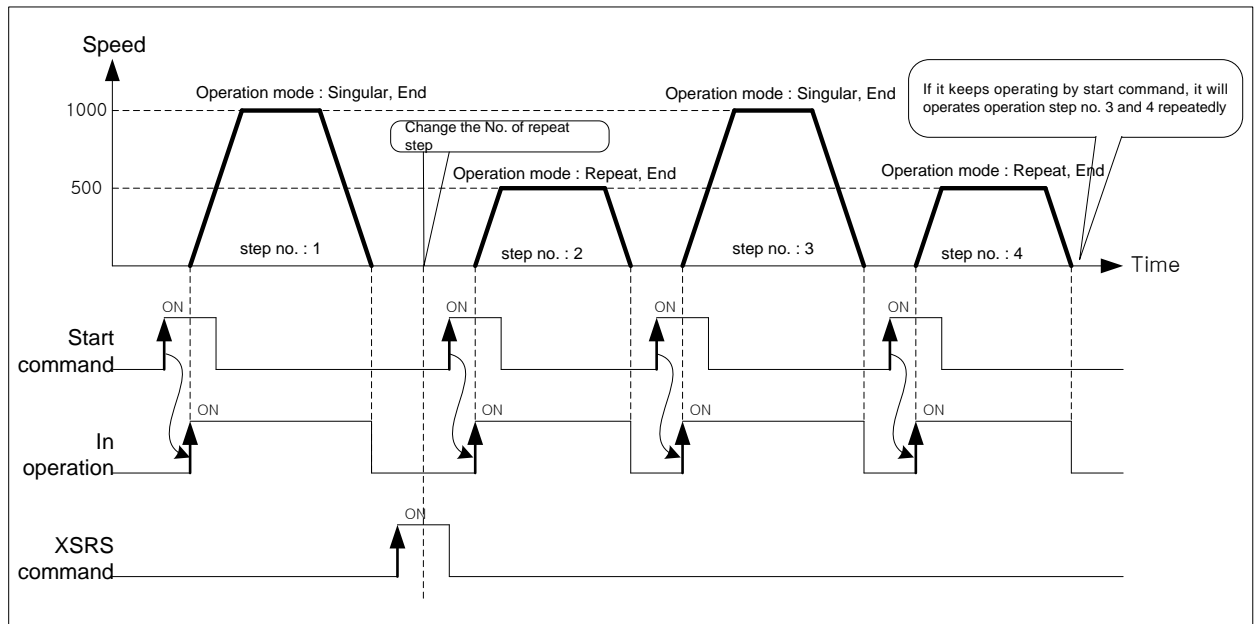 Speed
1000
500
Operation mode : Singular, End
Operation mode : Singular, End
If it keeps operating by start command, it will
operates operation step no. 3 and 4 repeatedly
Change the No. of repeat
step
Operation mode : Repeat, End
Operation mode : Repeat, End
step no. : 1
step no. : 2
step no. : 3
step no. : 4
Time
Start
command
ON
ON
ON
ON
In
operation
ON
ON
ON
ON
XSRS
command
ON